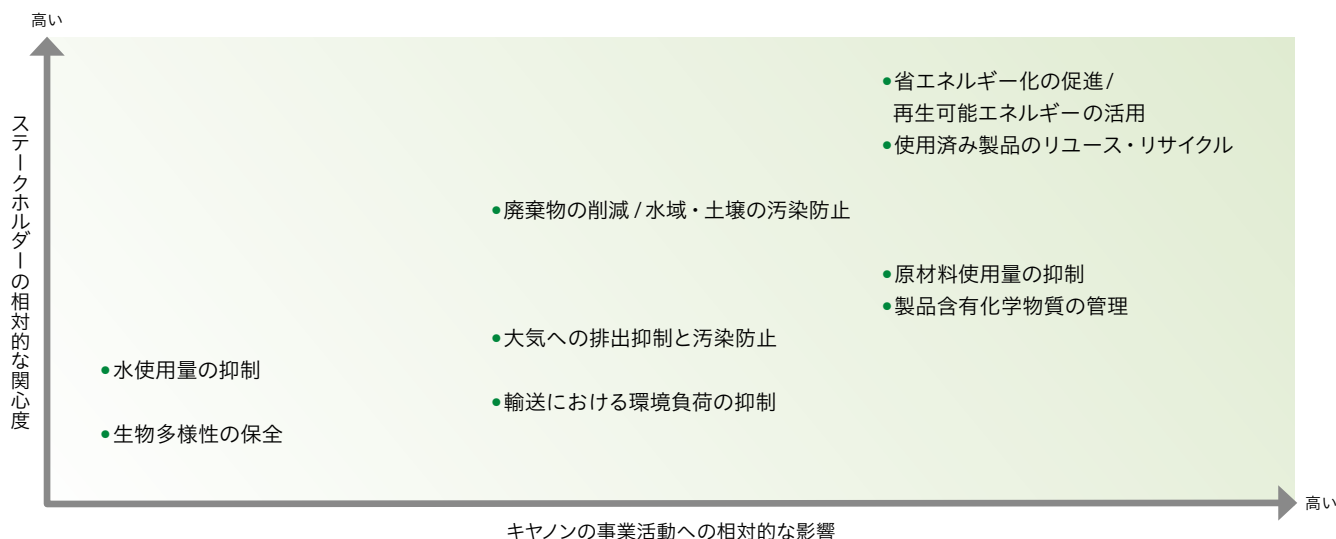 高い
ステークホルダーの相対的な関心度
●省エネルギー化の促進/
再生可能エネルギーの活用
●使用済み製品のリユース・リサイクル
●廃棄物の削減/水域・土壌の汚染防止
●原材料使用量の抑制
●製品含有化学物質の管理
●大気への排出抑制と汚染防止
●水使用量の抑制
●輸送における環境負荷の抑制
●生物多様性の保全
高い
キヤノンの事業活動への相対的な影響